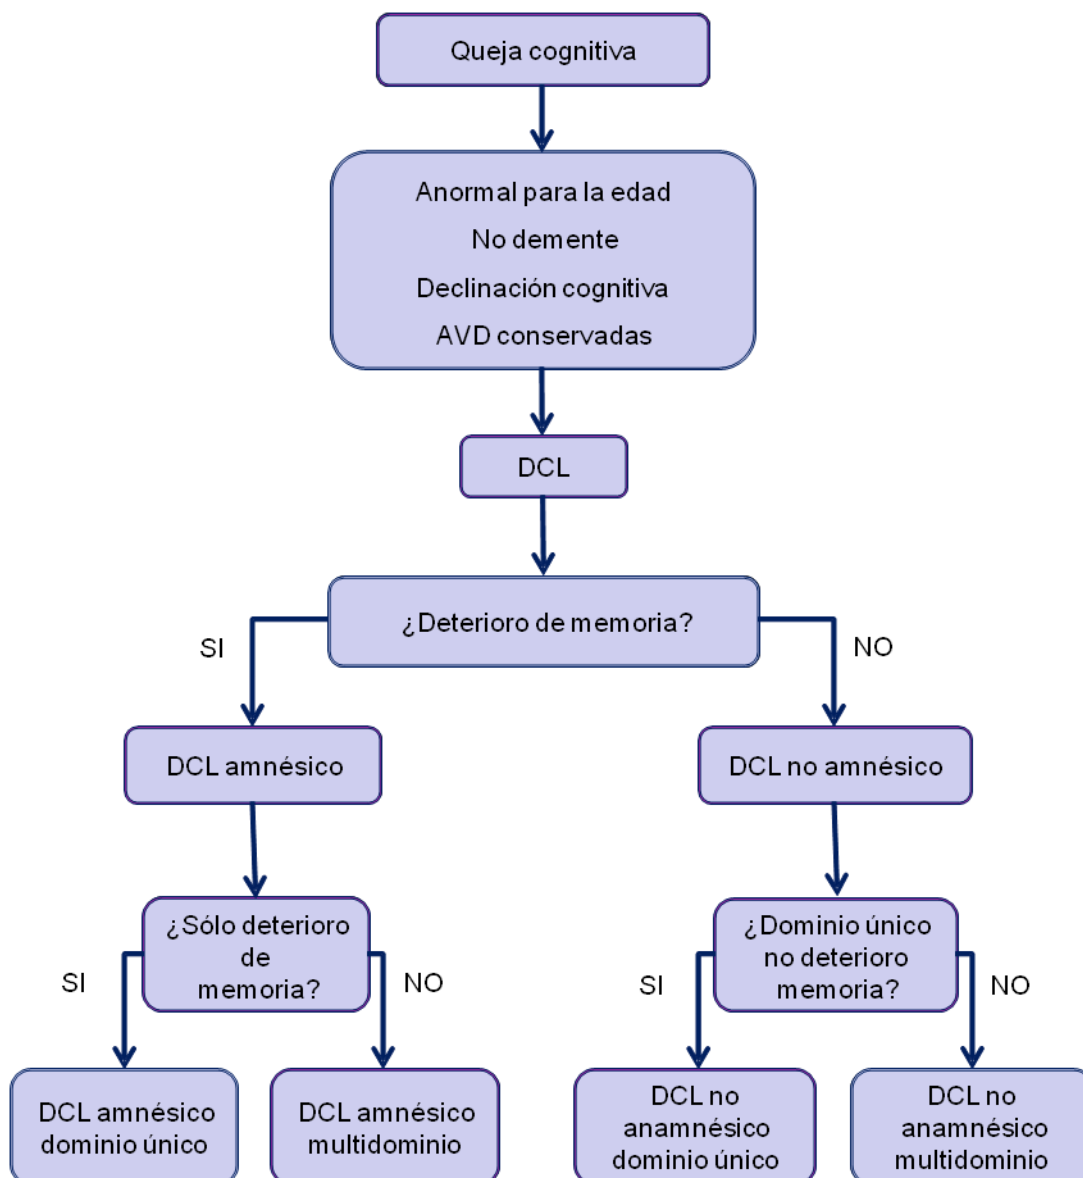 Queja cognitiva
Anormal para la edad
No demente
Declinación cognitiva
AVD conservadas
DCL
¿Deterioro de memoria?
SI
NO
DCL amnésico
DCL no amnésico
¿Sólo deterioro
de
memoria?
¿Dominio único
no deterioro
memoria?
SI
NO
SI
NO
DCL amnésico
dominio único
DCL amnésico
multidominio
DCL no
anamnésico
dominio único
DCL no
anamnésico
multidominio